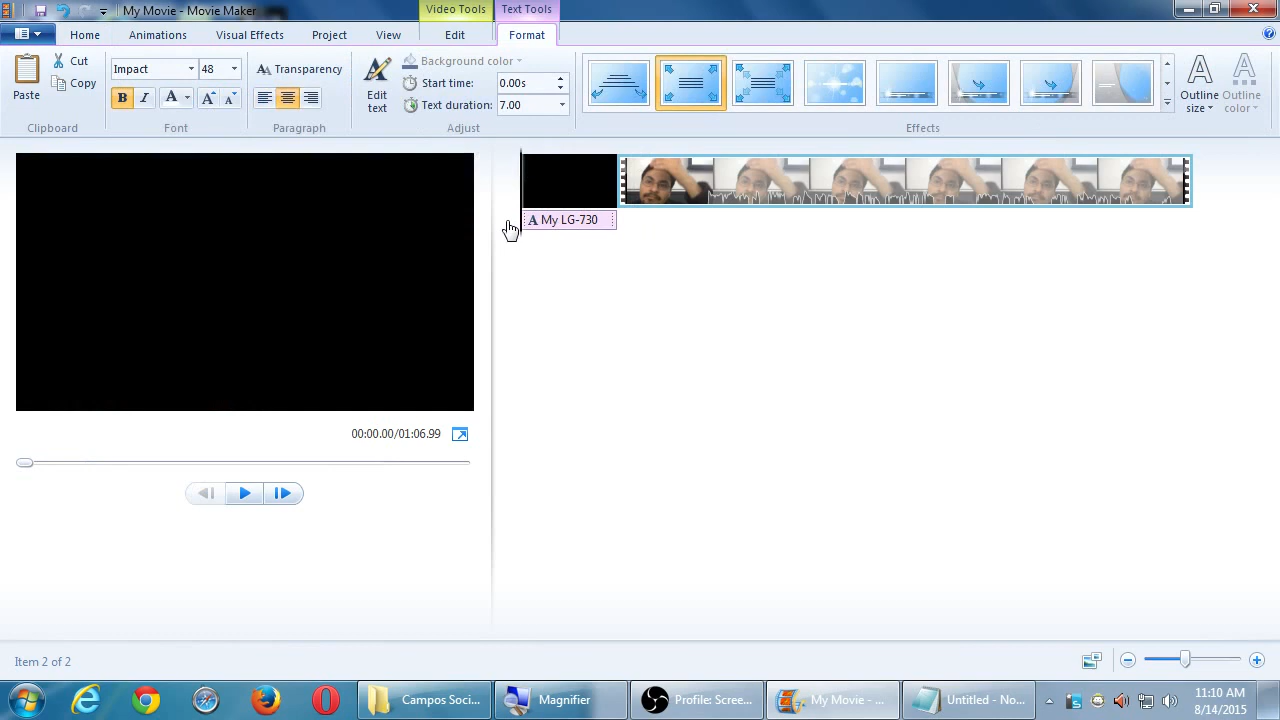 My Movie - Movie Maker
Video Tools
Text Tools
Home
Animations
Visual Effects
Project
View
Edit
Format
Paste
Cut
Copy
Clipboard
Impact
48
Font
Transparency
Paragraph
Edit text
Background color
Start time:
0.00s
Text duration:
7.00
Adjust
Effects
Outline size
Outline color
A My LG-730
00:00.00/01:06.99
Item 2 of 2
Campos Soci...
Magnifier
Profile: Scree...
My Movie - ...
Untitled - No...
11:10 AM
8/14/2015